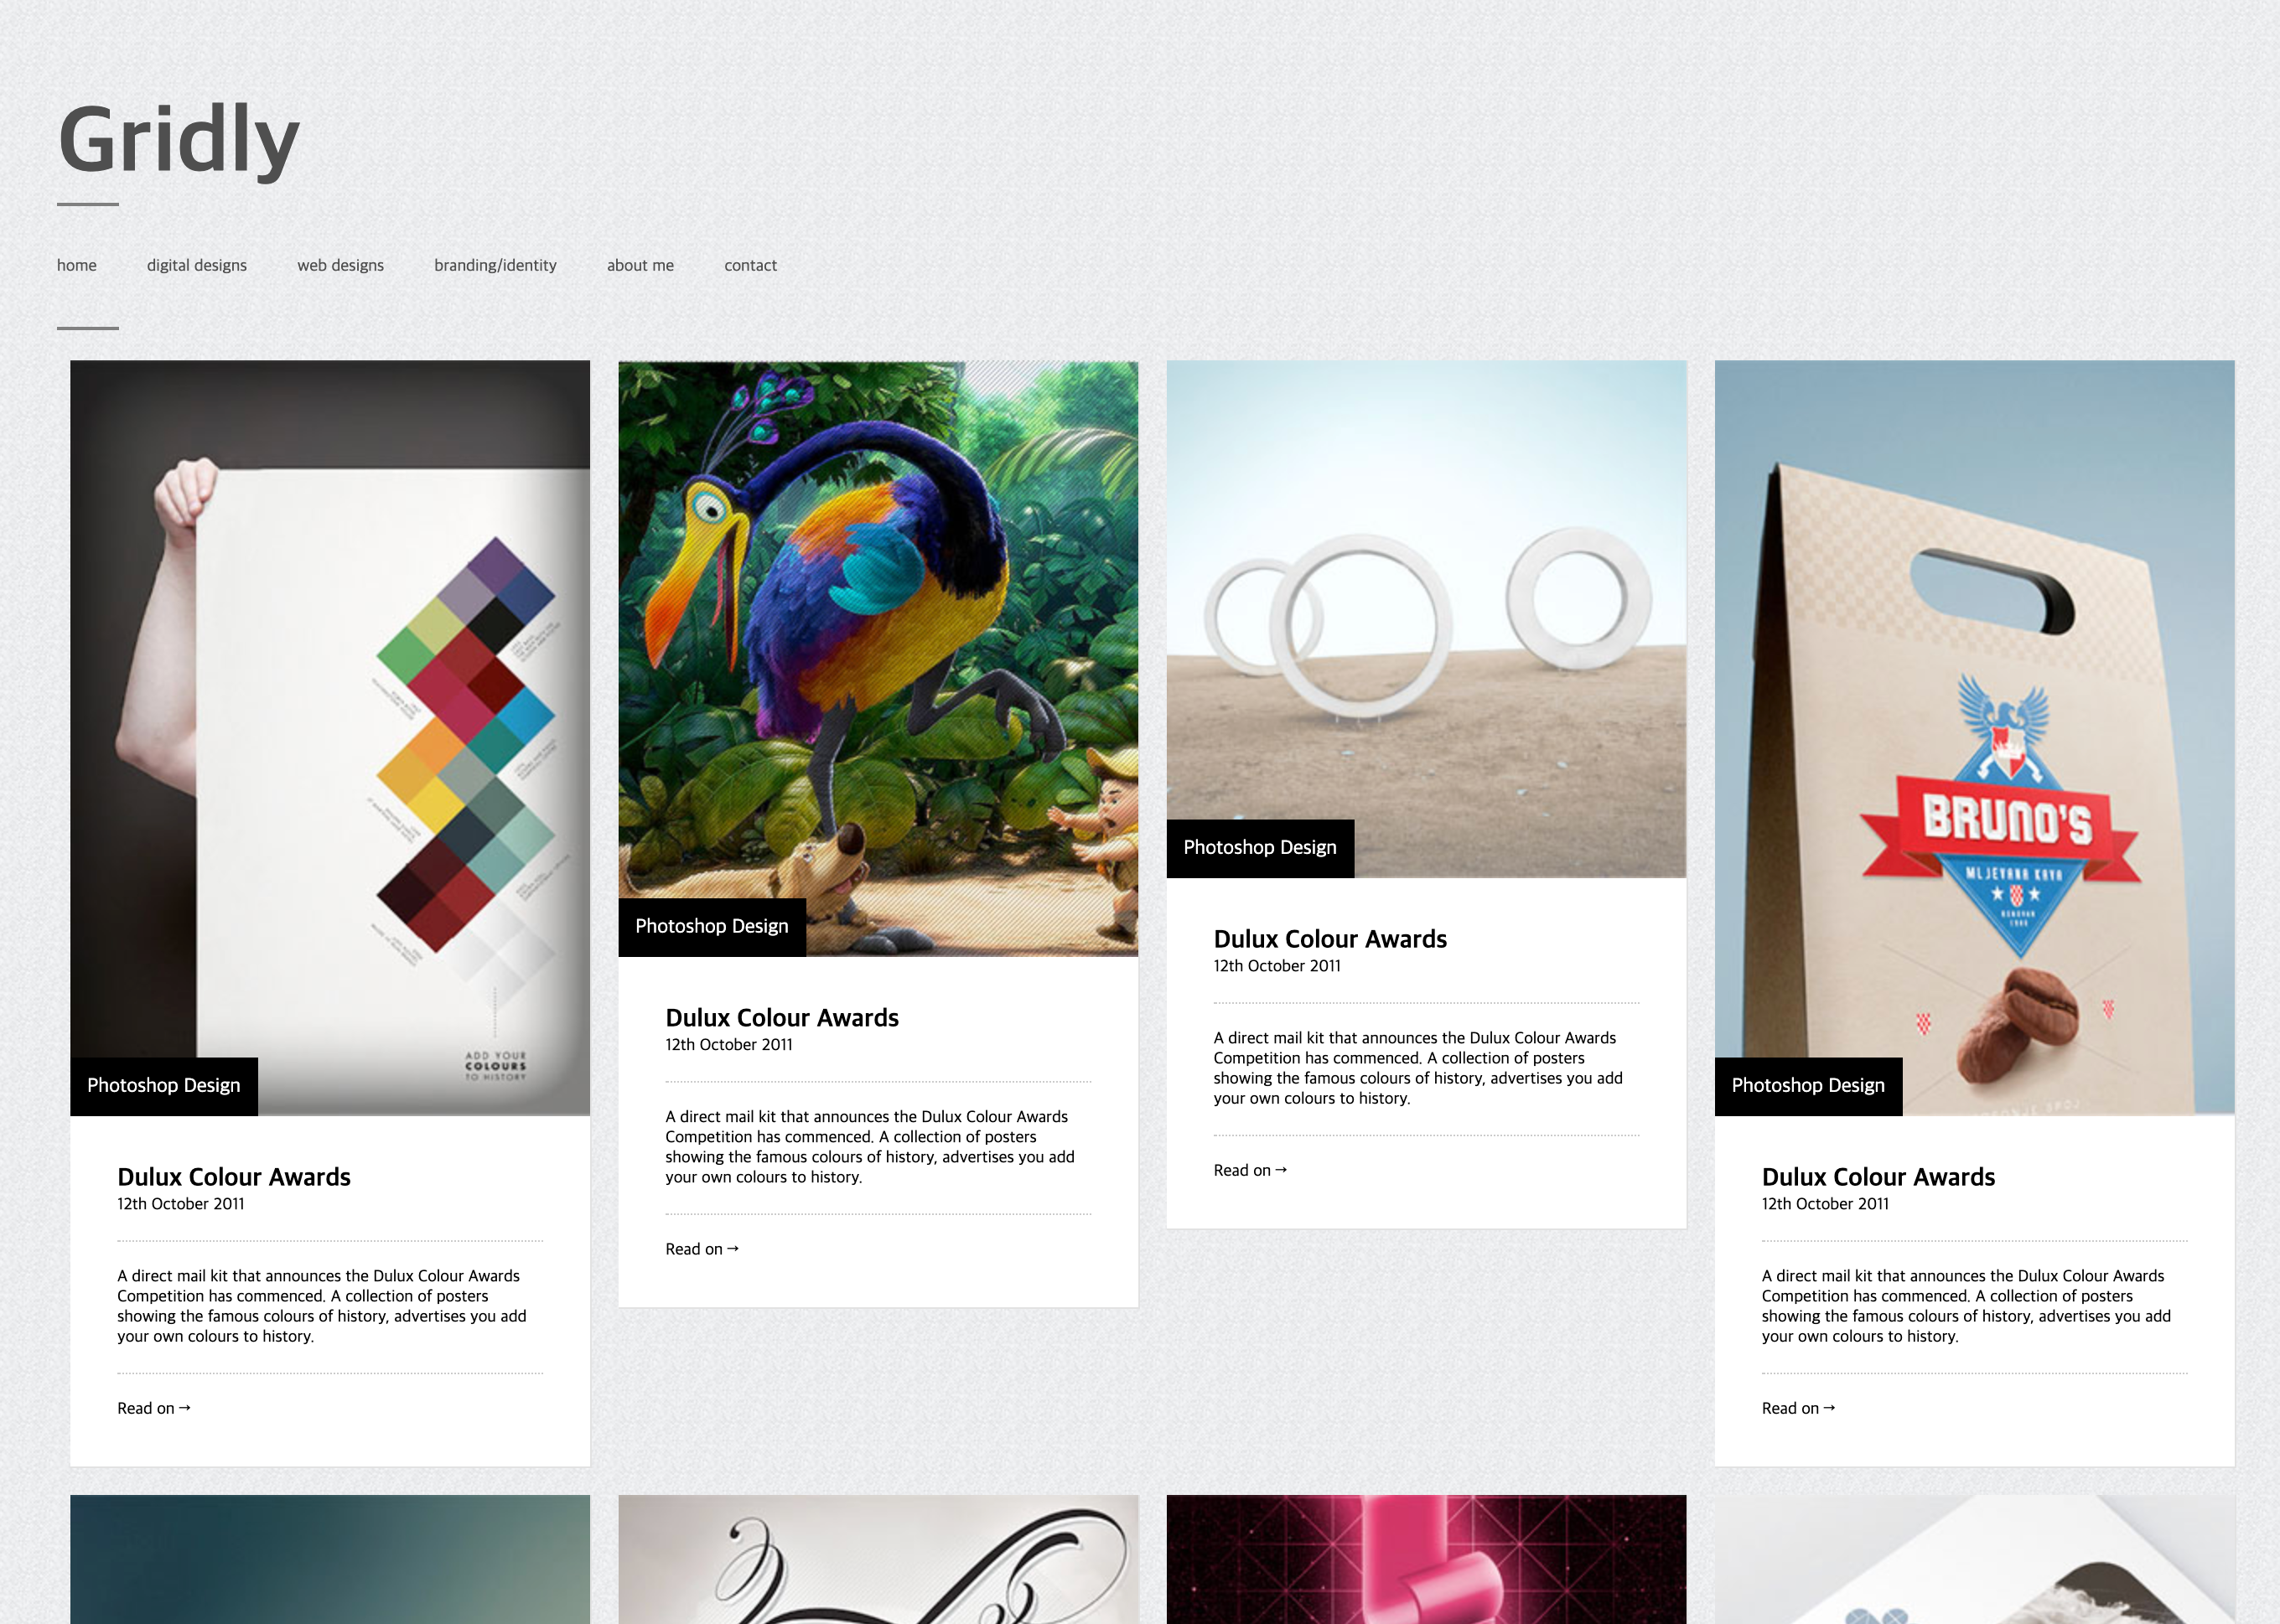 Gridly
home digital designs web designs branding/identity about me contact
ADD YOUR
COLOURS
TO HISTORY
Photoshop Design
Dulux Colour Awards
12th October 2011
A direct mail kit that announces the Dulux Colour Awards
Competition has commenced. A collection of posters
showing the famous colours of history, advertises you add
your own colours to history.
Read on →
Photoshop Design
Dulux Colour Awards
12th October 2011
A direct mail kit that announces the Dulux Colour Awards
Competition has commenced. A collection of posters
showing the famous colours of history, advertises you add
your own colours to history.
Read on →
Photoshop Design
Dulux Colour Awards
12th October 2011
A direct mail kit that announces the Dulux Colour Awards
Competition has commenced. A collection of posters
showing the famous colours of history, advertises you add
your own colours to history.
Read on →
BRUNO'S
MLJEVENA KAVA
Photoshop Design
Dulux Colour Awards
12th October 2011
A direct mail kit that announces the Dulux Colour Awards
Competition has commenced. A collection of posters
showing the famous colours of history, advertises you add
your own colours to history.
Read on →